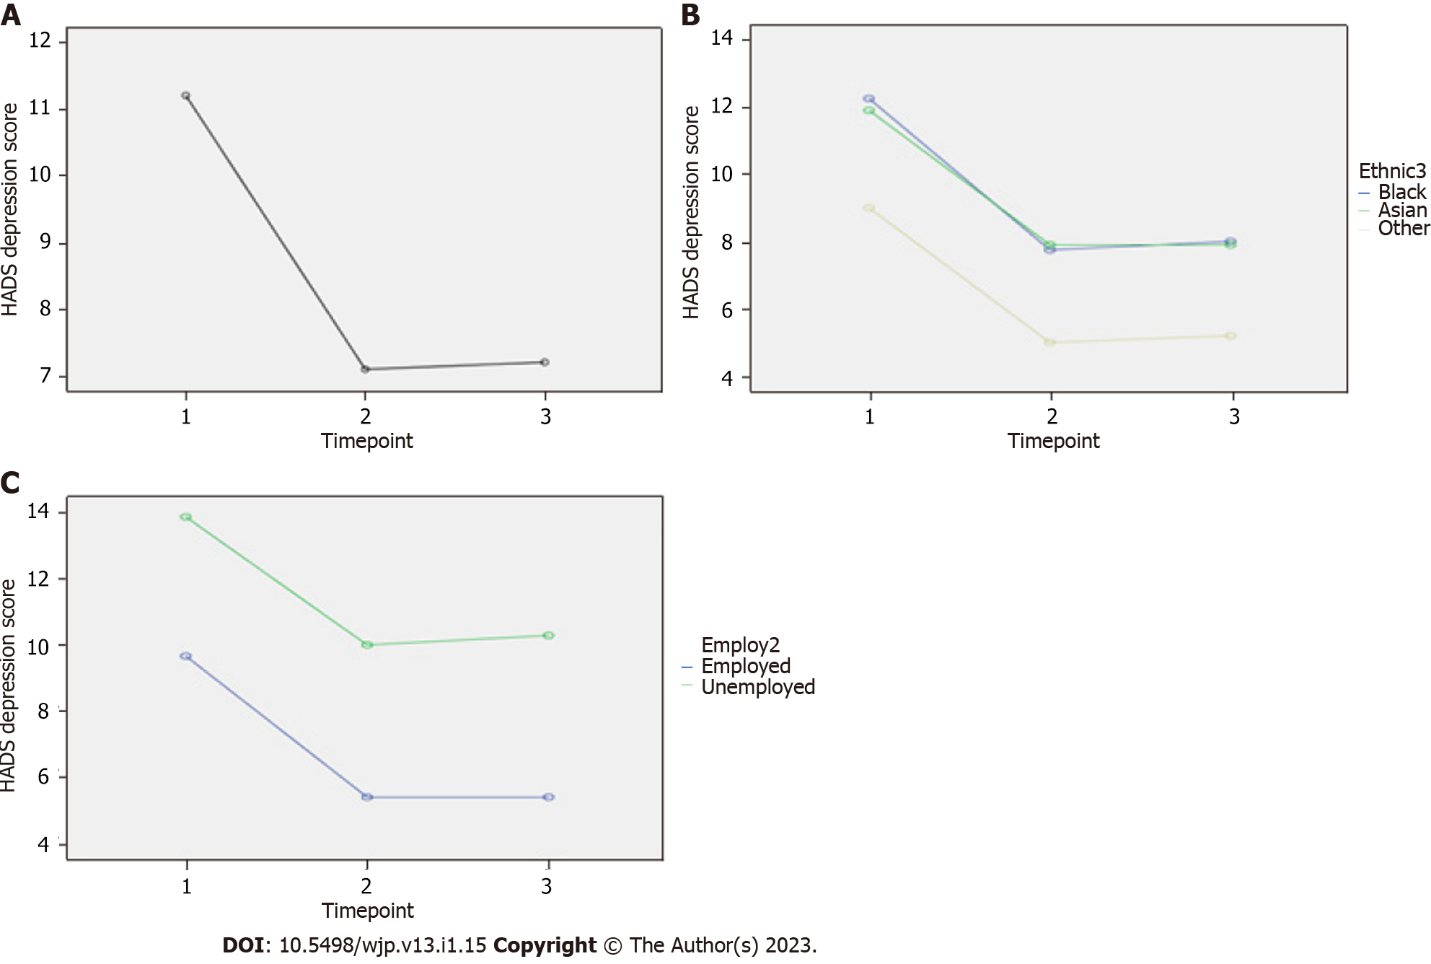 A
HADS depression score
12
11
10
9
8
7
1 2 3
Timepoint
B
HADS depression score
14
12
10
8
6
4
1 2 3
Timepoint
Ethnic3
Black
Asian
Other
C
HADS depression score
14
12
10
8
6
4
1 2 3
Timepoint
Employ2
Employed
Unemployed
DOI: 10.5498/wjp.v13.i1.15 Copyright © The Author(s) 2023.